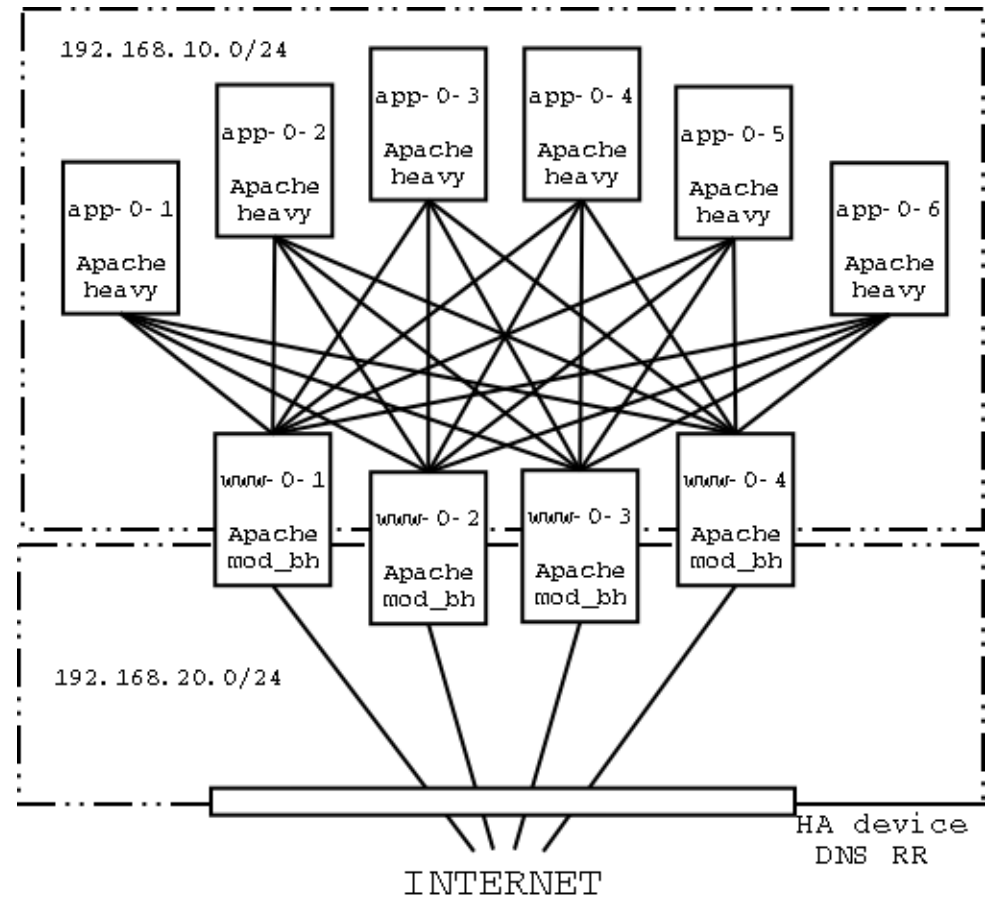 192.168.10.0/24
app-0-1
Apache
heavy
app-0-2
Apache
heavy
app-0-3
Apache
heavy
app-0-4
Apache
heavy
app-0-5
Apache
heavy
app-0-6
Apache
heavy
www-0-1
Apache
mod_bh
www-0-2
Apache
mod_bh
www-0-3
Apache
mod_bh
www-0-4
Apache
mod_bh
192.168.20.0/24
HA device
DNS RR
INTERNET